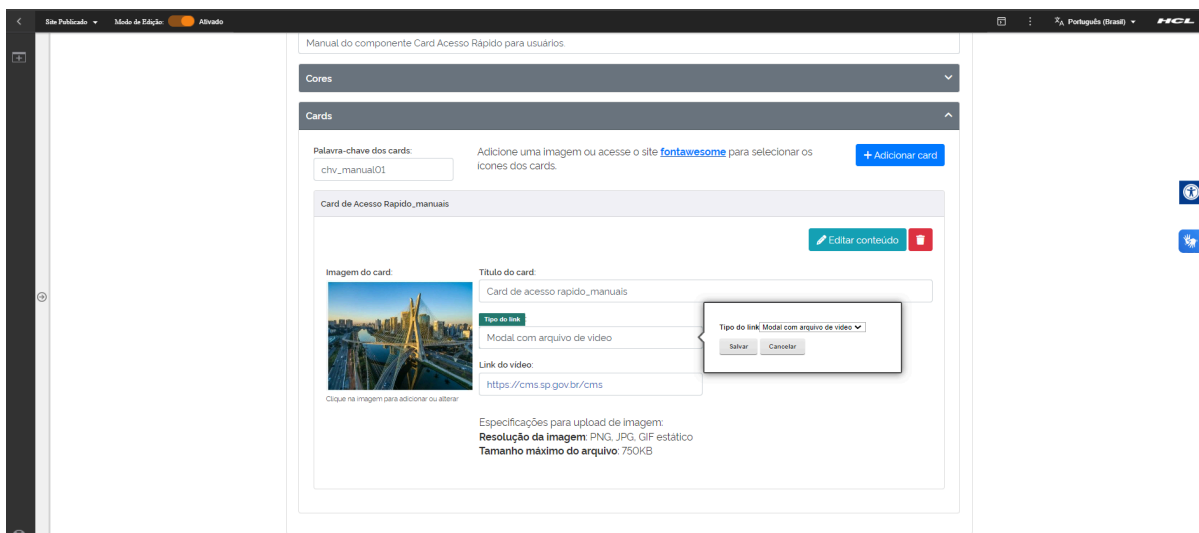 Site Publicado
Modo de Edição:
Ativado
Português (Brasil)
HCL
Manual do componente Card Acesso Rápido para usuários
Cores
Cards
Palavra-chave dos cards:
chv_manual01
Adicione uma imagem ou acesse o site fontawesome para selecionar os
ícones dos cards.
+ Adicionar card
Card de Acesso Rapido_manuais
Editar conteúdo
Imagem do card:
Clique na imagem para adicionar ou alterar
Título do card:
Card de acesso rapido_manuais
Tipo do link
Modal com arquivo de vídeo
Tipo do link Modal com arquivo de vídeo
Salvar
Cancelar
Link do vídeo:
https://cms.sp.gov.br/cms
Especificações para upload de imagem:
Resolução da imagem: PNG, JPG, GIF estático
Tamanho máximo do arquivo: 750KB